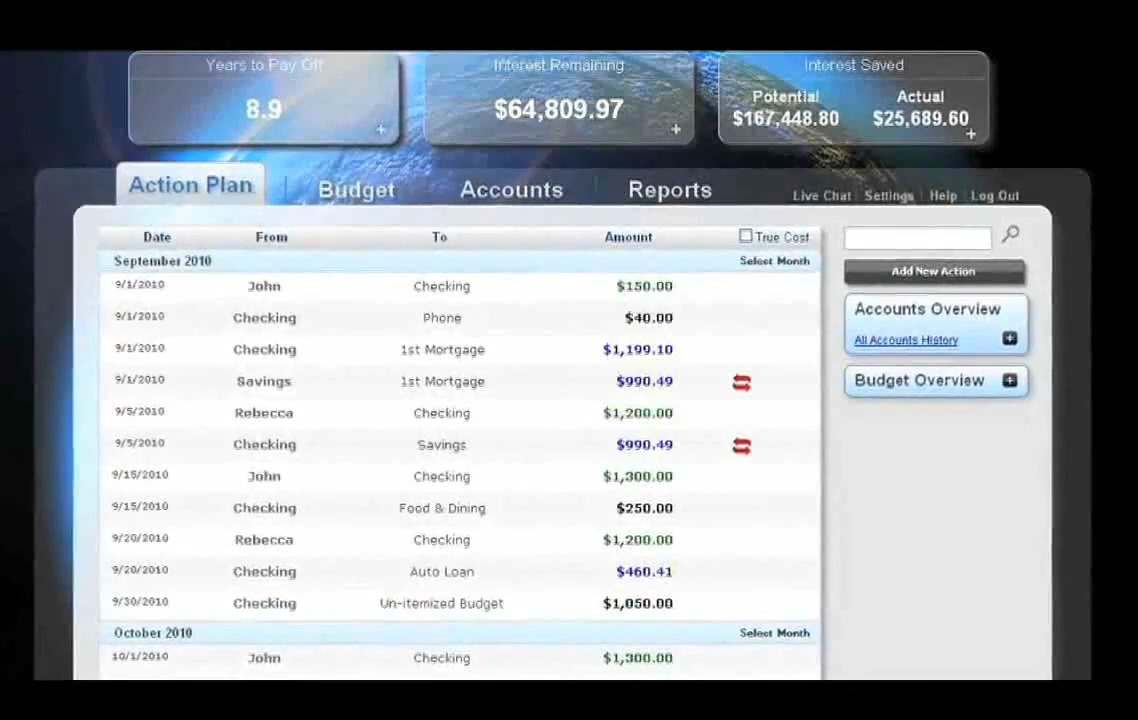 Years to Pay Off Interest Remaining Interest Saved
Potential Actual
8.9 $64,809.97 $167,448.80 $25,689.60
+ + +
Action Plan Budget Accounts Reports Live Chat Settings Help Log Out
Date From To Amount True Cost
September 2010 Select Month
9/1/2010 John Checking $150.00
9/1/2010 Checking Phone $40.00
9/1/2010 Checking 1st Mortgage $1,199.10
9/1/2010 Savings 1st Mortgage $990.49
9/5/2010 Rebecca Checking $1,200.00
9/5/2010 Checking Savings $990.49
9/15/2010 John Checking $1,300.00
9/15/2010 Checking Food & Dining $250.00
9/20/2010 Rebecca Checking $1,200.00
9/20/2010 Checking Auto Loan $460.41
9/30/2010 Checking Un-itemized Budget $1,050.00
October 2010 Select Month
10/1/2010 John Checking $1,300.00
Add New Action
Accounts Overview
All Accounts History +
Budget Overview +